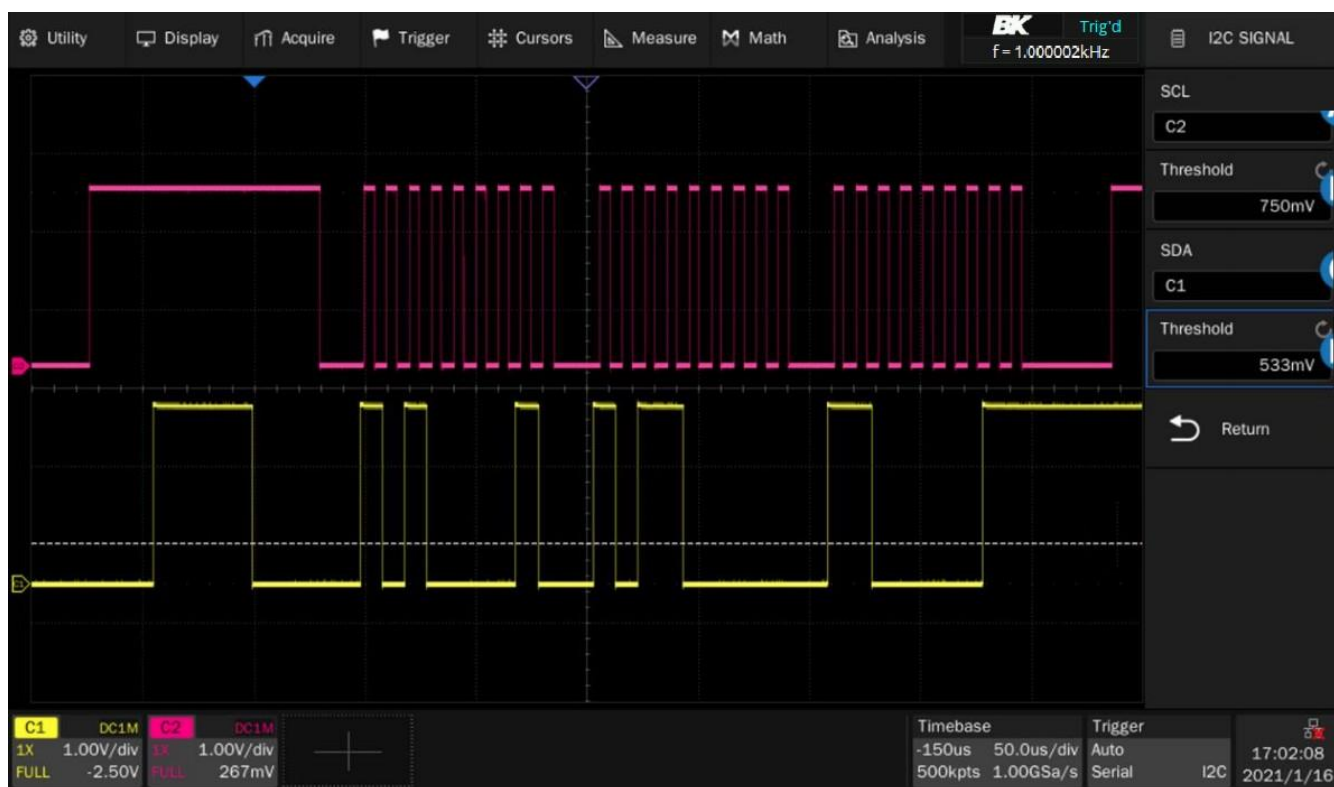 Utility Display Acquire Trigger Cursors Measure Math Analysis BK Trig'd I2C SIGNAL
f = 1.000002kHz
SCL
C2
Threshold
750mV
SDA
C1
Threshold
533mV
Return
C1 DC1M C2 DC1M Timebase Trigger
1X 1.00V/div 1X 1.00V/div -150us 50.0us/div Auto 17:02:08
FULL -2.50V FULL 267mV 500kpts 1.00GSa/s Serial I2C 2021/1/16